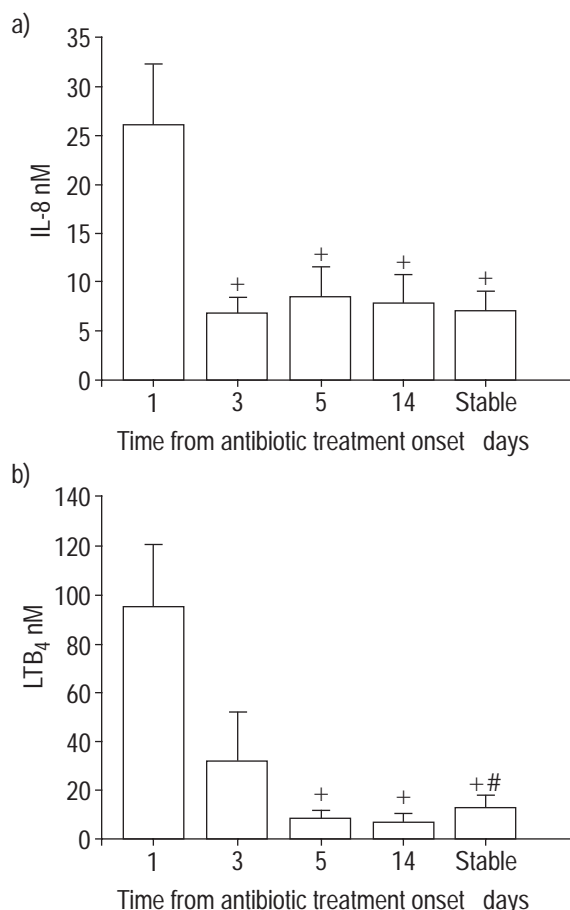 a)
35
30
25
20
15
10
5
0
IL-8 nM
+
+
+
+
1 3 5 14 Stable
Time from antibiotic treatment onset days
b)
140
120
100
80
60
40
20
0
LTB4 nM
+
+
+#
1 3 5 14 Stable
Time from antibiotic treatment onset days